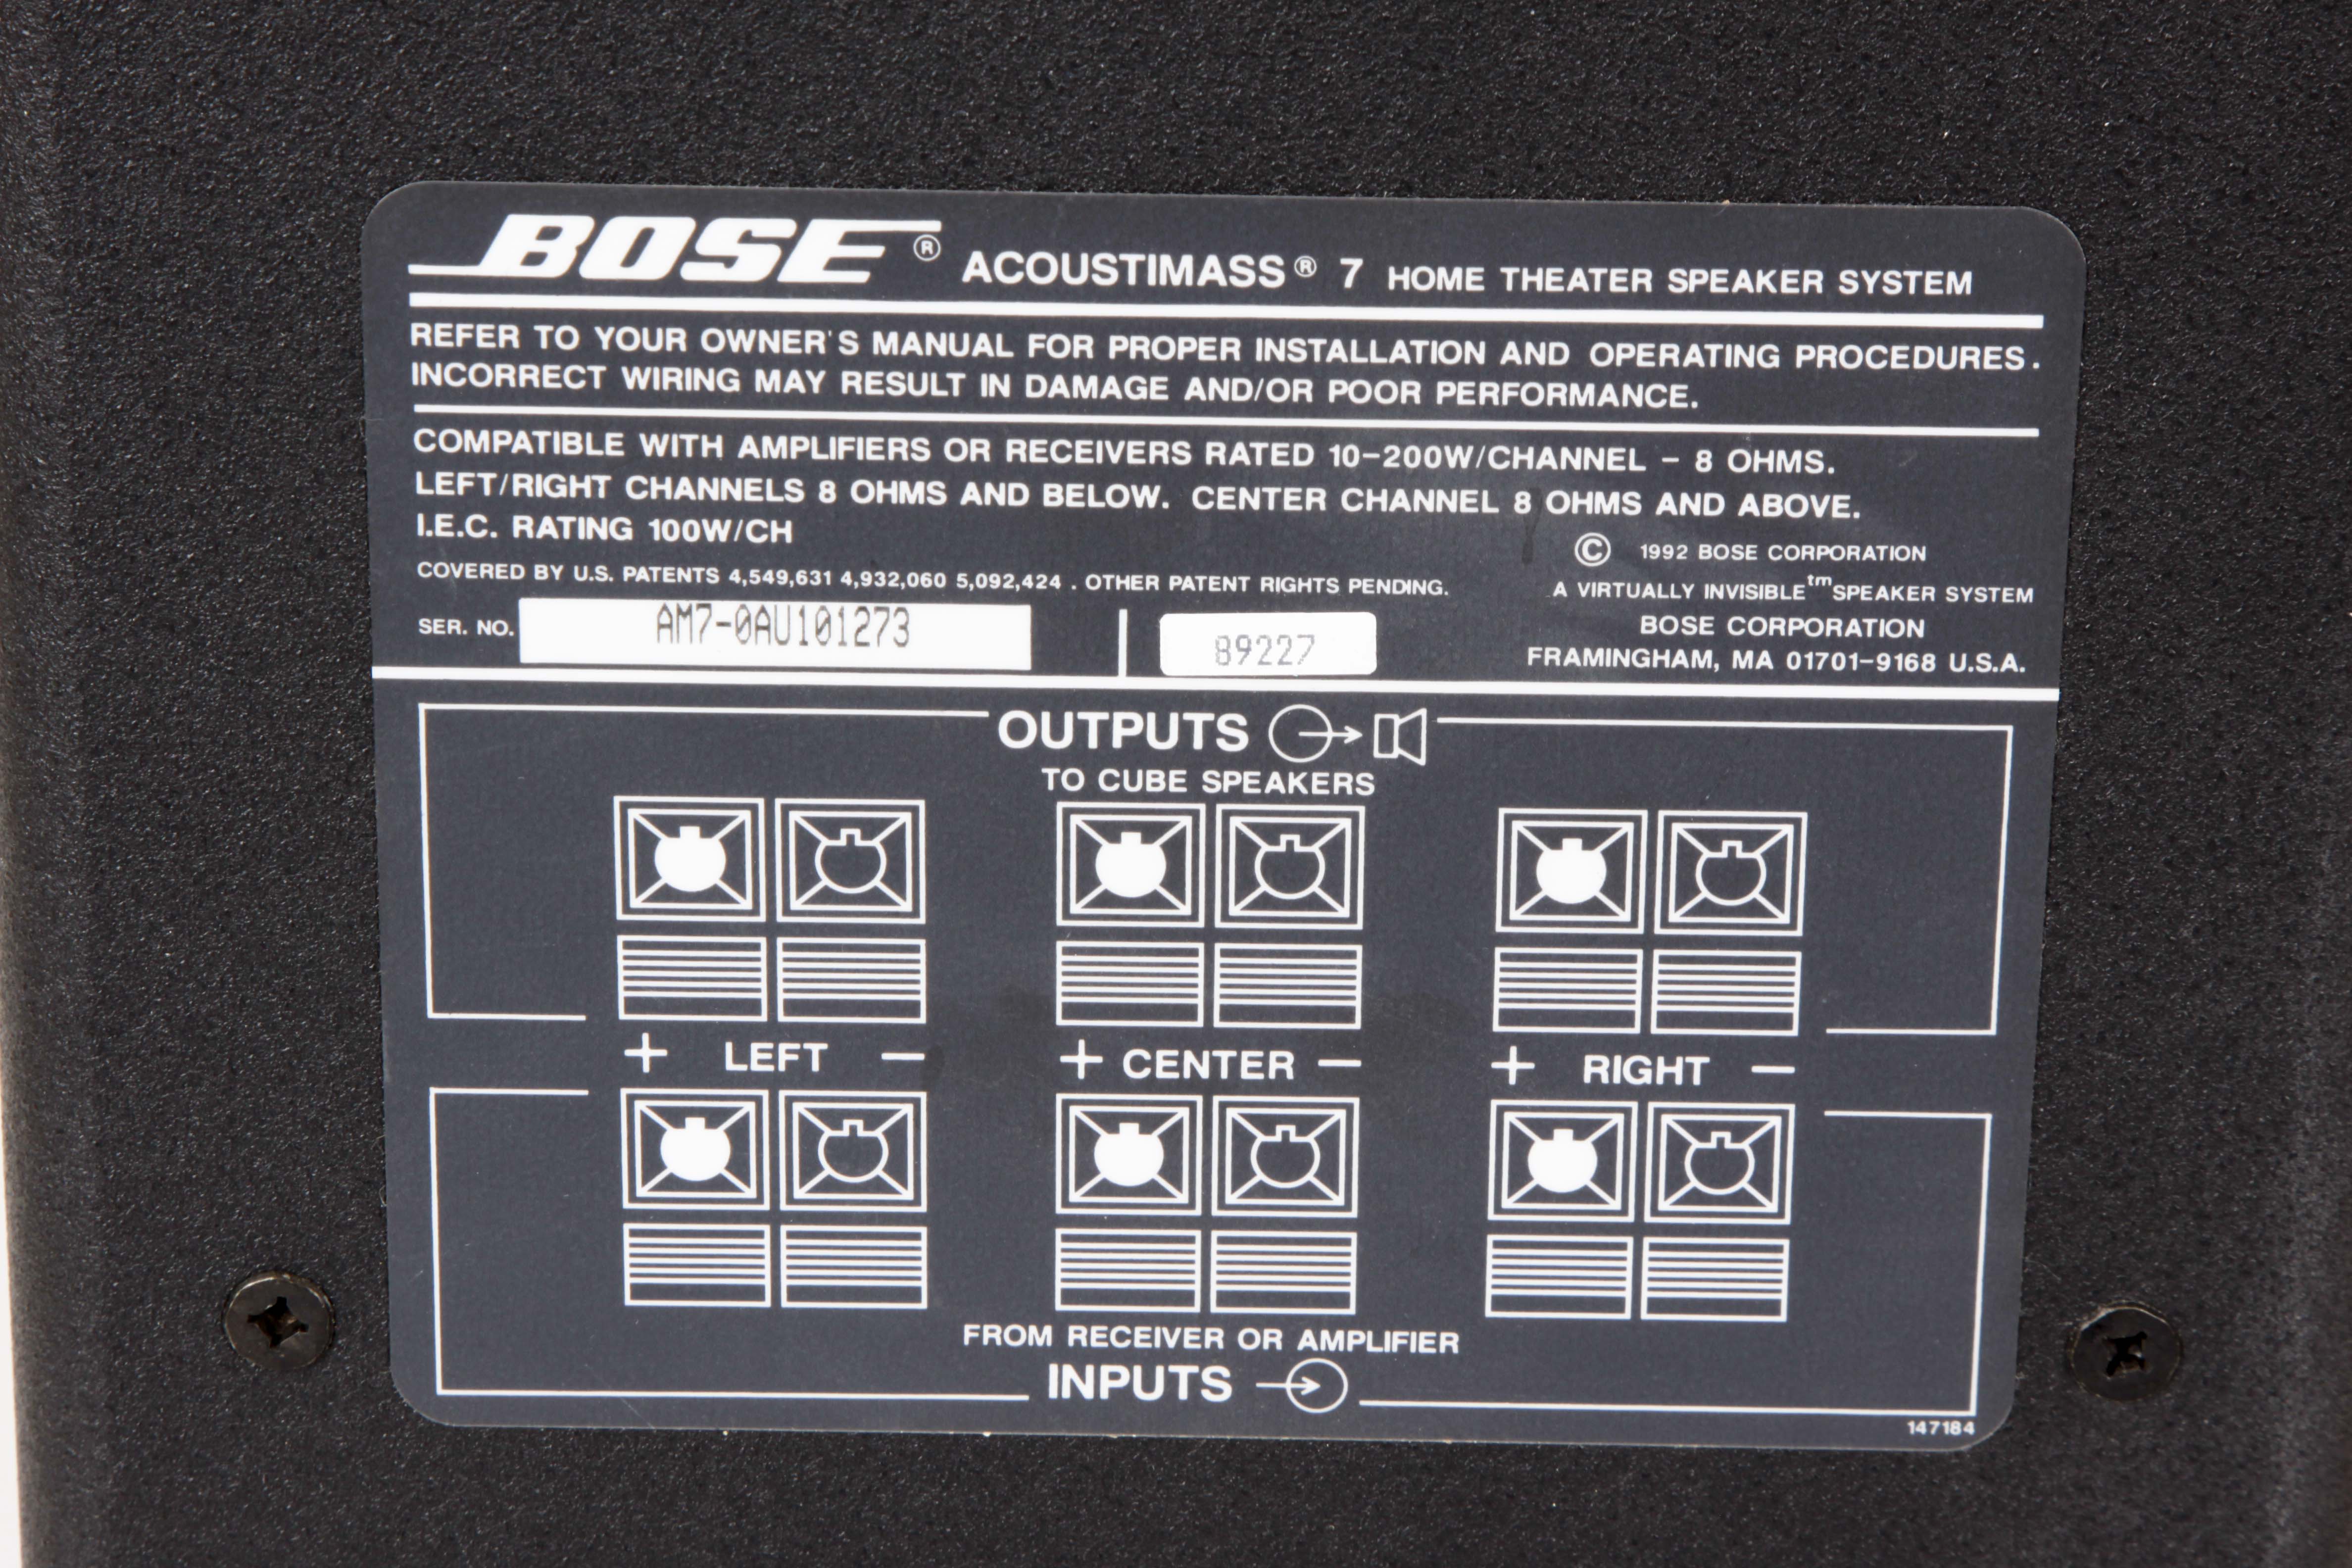 BOSE® ACOUSTIMASS® 7 HOME THEATER SPEAKER SYSTEM
REFER TO YOUR OWNER'S MANUAL FOR PROPER INSTALLATION AND OPERATING PROCEDURES.
INCORRECT WIRING MAY RESULT IN DAMAGE AND/OR POOR PERFORMANCE.
COMPATIBLE WITH AMPLIFIERS OR RECEIVERS RATED 10-200W/CHANNEL - 8 OHMS.
LEFT/RIGHT CHANNELS 8 OHMS AND BELOW. CENTER CHANNEL 8 OHMS AND ABOVE.
I.E.C. RATING 100W/CH
© 1992 BOSE CORPORATION
COVERED BY U.S. PATENTS 4,549,631 4,932,060 5,092,424 . OTHER PATENT RIGHTS PENDING.
A VIRTUALLY INVISIBLE™ SPEAKER SYSTEM
SER. NO. AM7-0AU101273 89227
BOSE CORPORATION
FRAMINGHAM, MA 01701-9168 U.S.A.
OUTPUTS
TO CUBE SPEAKERS
+ LEFT - + CENTER - + RIGHT -
FROM RECEIVER OR AMPLIFIER
INPUTS
147184